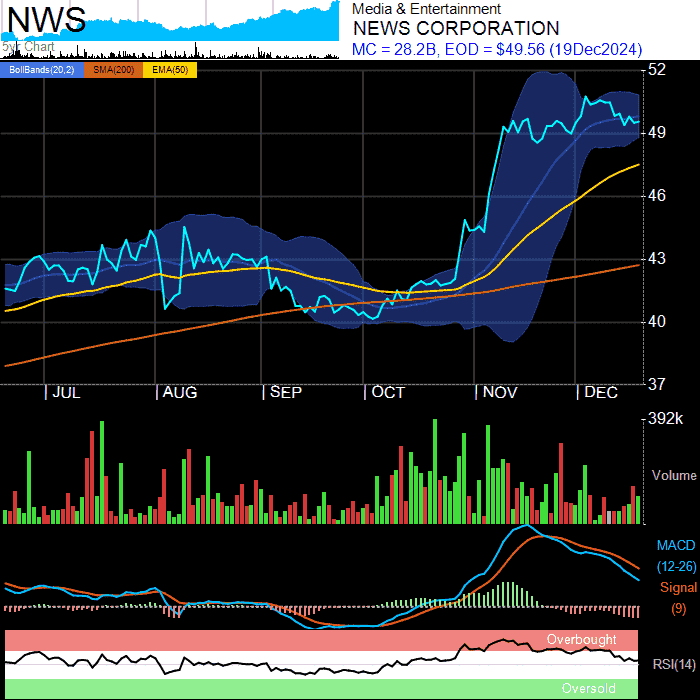 NWS
5yr Chart
Media & Entertainment
NEWS CORPORATION
MC = 28.2B, EOD = $49.56 (19Dec2024)
BollBands(20,2) SMA(200) EMA(50)
52
49
46
43
40
37
JUL AUG SEP OCT NOV DEC
392k
Volume
MACD
(12-26)
Signal
(9)
Overbought
RSI(14)
Oversold